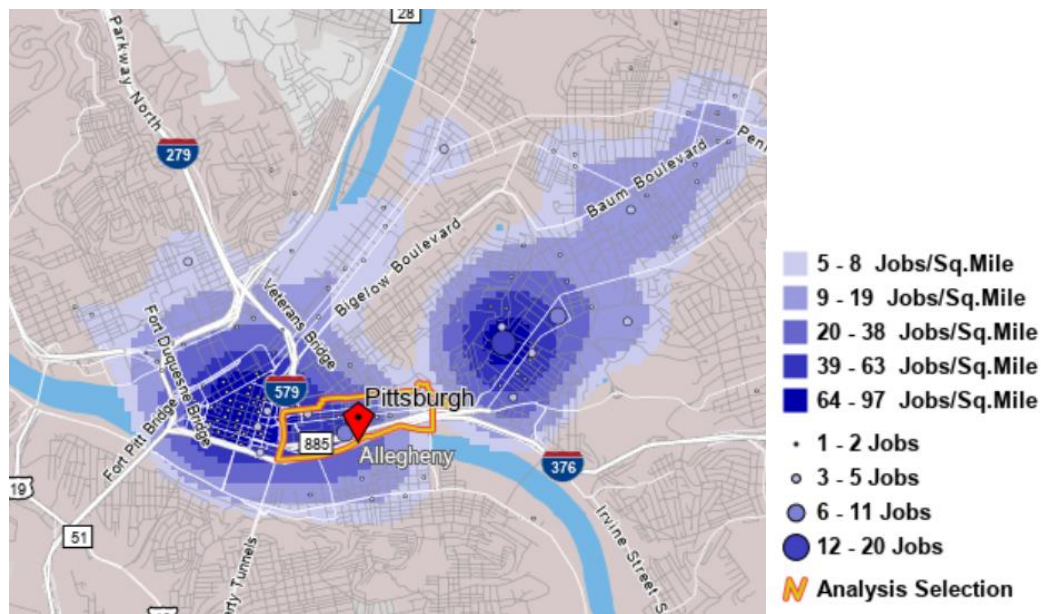 28
Parkway North
279
Penn
Baum Boulevard
Bigelow Boulevard
Veterans Bridge
Fort Duquesne Bridge
579
Pittsburgh
Fort Pitt Bridge
885
Allegheny
376
19
51
Irvine Street S
rty Tunnels
5 - 8 Jobs/Sq.Mile
9 - 19 Jobs/Sq.Mile
20 - 38 Jobs/Sq.Mile
39 - 63 Jobs/Sq.Mile
64 - 97 Jobs/Sq.Mile
1 - 2 Jobs
3 - 5 Jobs
6 - 11 Jobs
12 - 20 Jobs
Analysis Selection